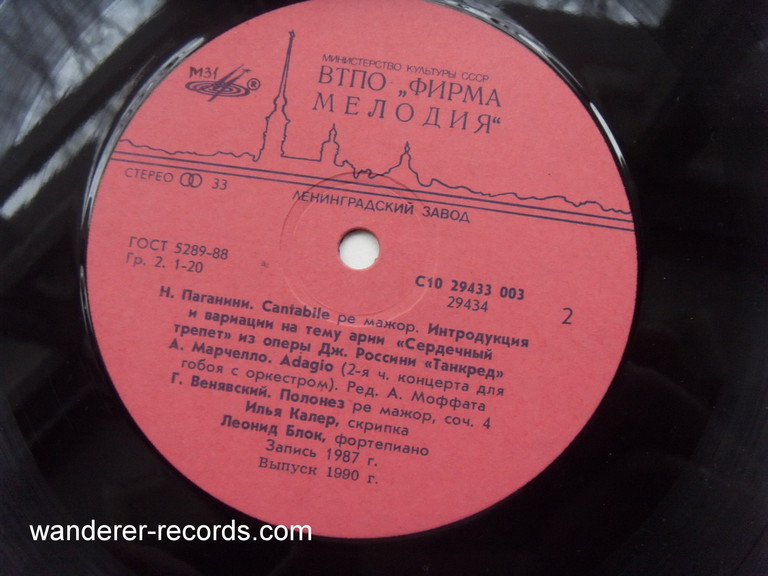 МИНИСТЕРСТВО КУЛЬТУРЫ СССР
ВТПО „ФИРМА
МЕЛОДИЯ“
МЗГ ®
СТЕРЕО 33
ЛЕНИНГРАДСКИЙ ЗАВОД
ГОСТ 5289-88
Гр. 2. 1-20
С10 29433 003
29434
2
Н. Паганини. Cantabile ре мажор. Интродукция
и вариации на тему арии «Сердечный
трепет» из оперы Дж. Россини «Танкред»
А. Марчелло. Adagio (2-я ч. концерта для
гобоя с оркестром). Ред. А. Моффата
Г. Венявский. Полонез ре мажор, соч. 4
Илья Калер, скрипка
Леонид Блок, фортепиано
Запись 1987 г.
Выпуск 1990 г.
wanderer-records.com